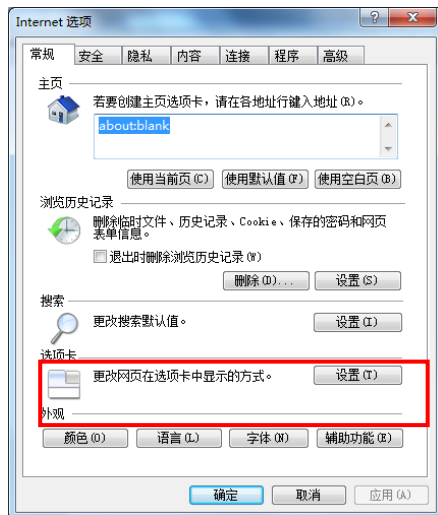 Internet 选项
常规 安全 隐私 内容 连接 程序 高级
主页
若要创建主页选项卡，请在各地址行键入地址(R)。
about:blank
使用当前页(C) 使用默认值(F) 使用空白页(B)
浏览历史记录
删除临时文件、历史记录、Cookie、保存的密码和网页
表单信息。
退出时删除浏览历史记录(W)
删除(D)... 设置(S)
搜索
更改搜索默认值。 设置(I)
选项卡
更改网页在选项卡中显示的方式。 设置(T)
外观
颜色(O) 语言(L) 字体(N) 辅助功能(E)
确定 取消 应用(A)